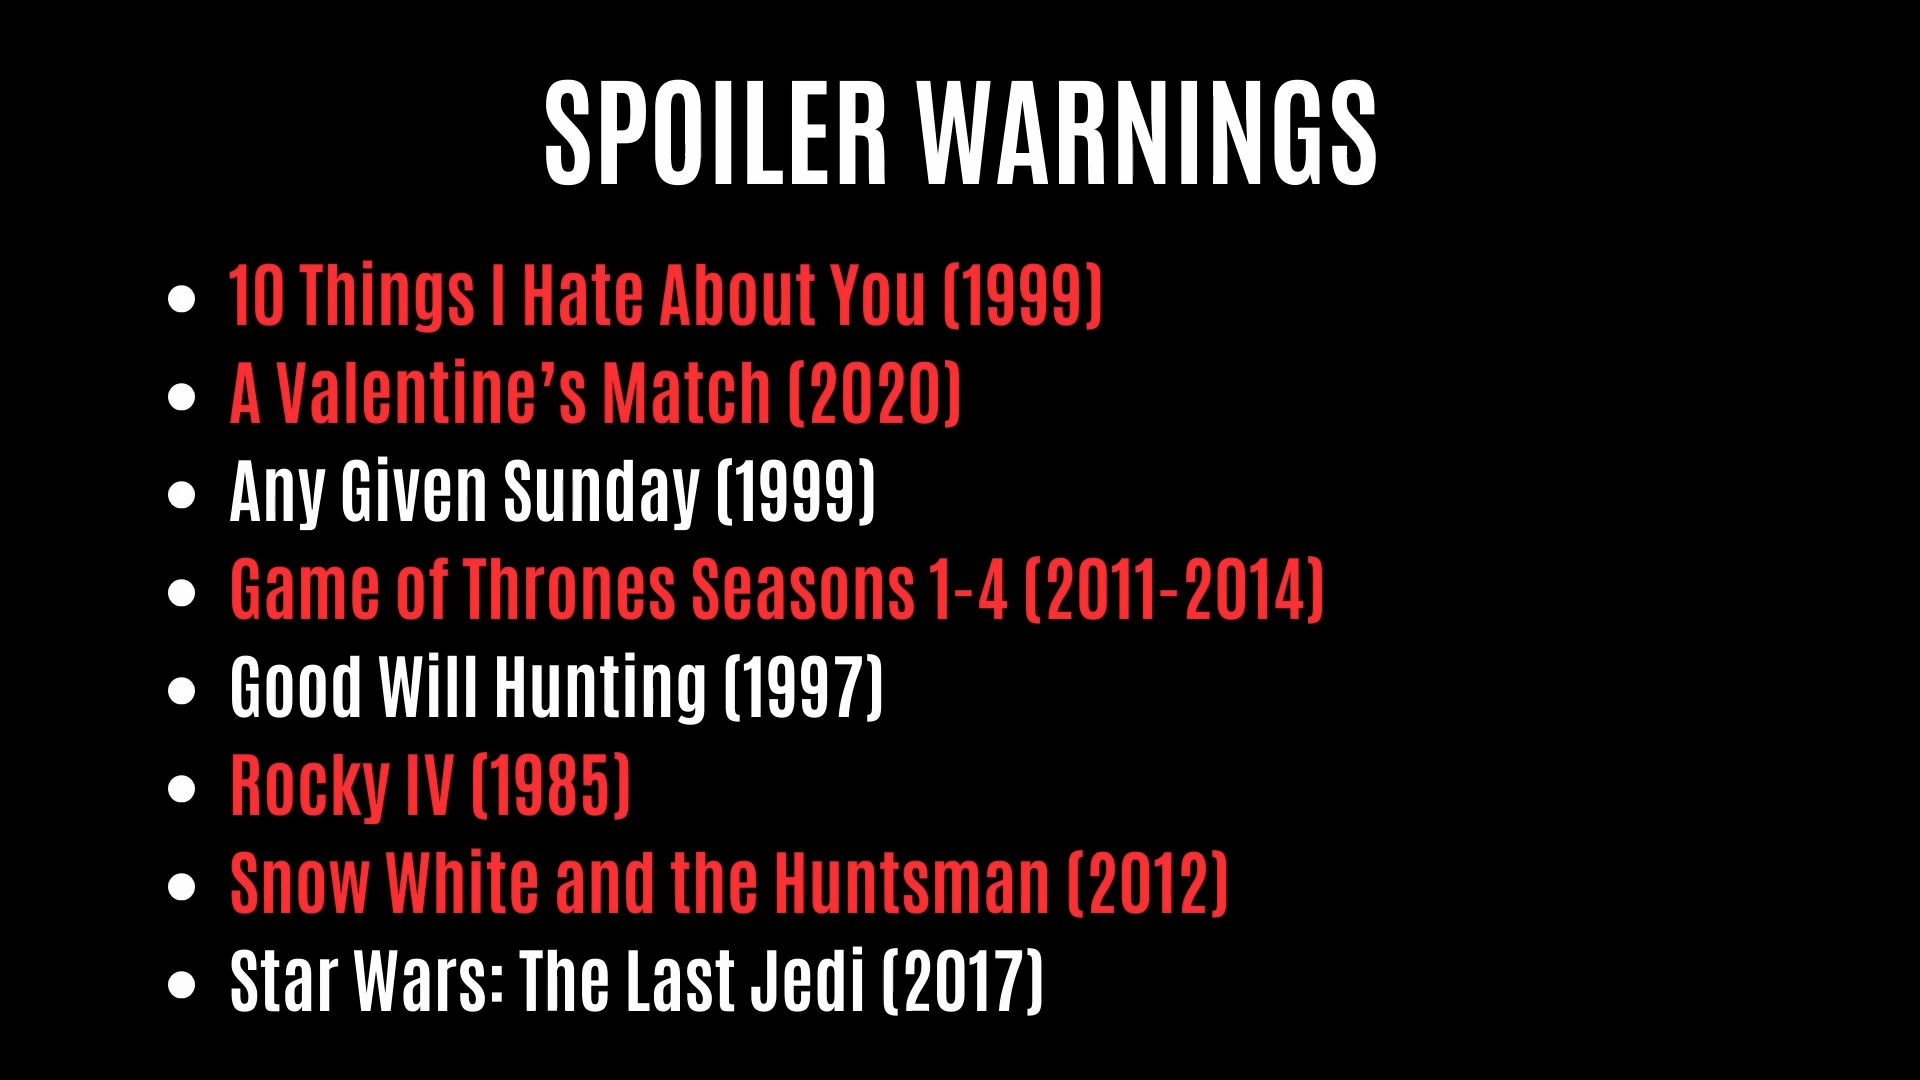 SPOILER WARNINGS
• 10 Things I Hate About You (1999)
• A Valentine’s Match (2020)
• Any Given Sunday (1999)
• Game of Thrones Seasons 1-4 (2011-2014)
• Good Will Hunting (1997)
• Rocky IV (1985)
• Snow White and the Huntsman (2012)
• Star Wars: The Last Jedi (2017)